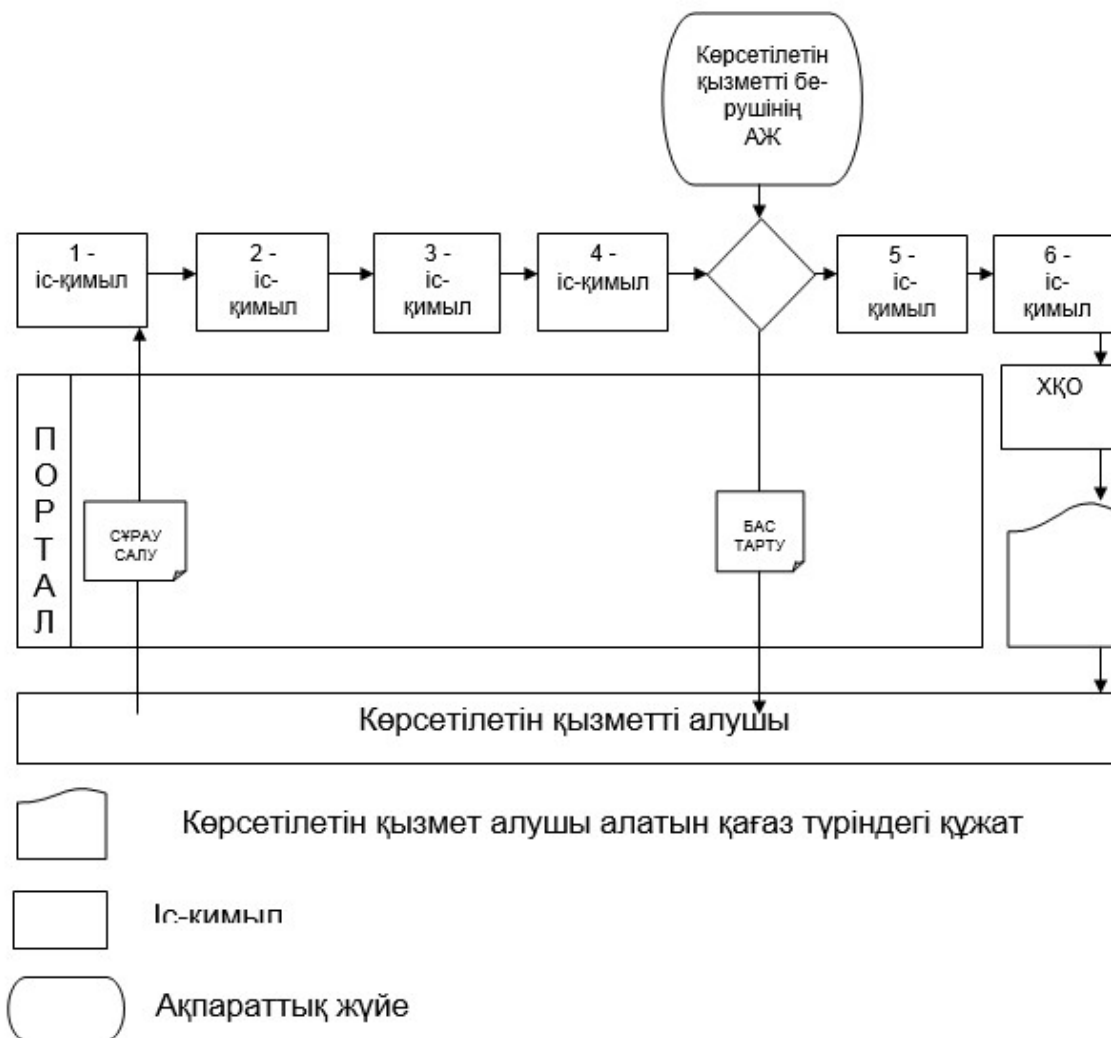 Көрсетілетін
қызметті бе-
рушінің
АЖ
1 -
іс-қимыл
2 -
іс-
қимыл
3 -
іс-
қимыл
4 -
іс-қимыл
5 -
іс-
қимыл
6 -
іс-
қимыл
ХҚО
П
О
Р
Т
А
Л
СҰРАУ
САЛУ
БАС
ТАРТУ
Көрсетілетін қызметті алушы
Көрсетілетін қызмет алушы алатын қағаз түріндегі құжат
Іс-қимыл
Ақпараттық жүйе